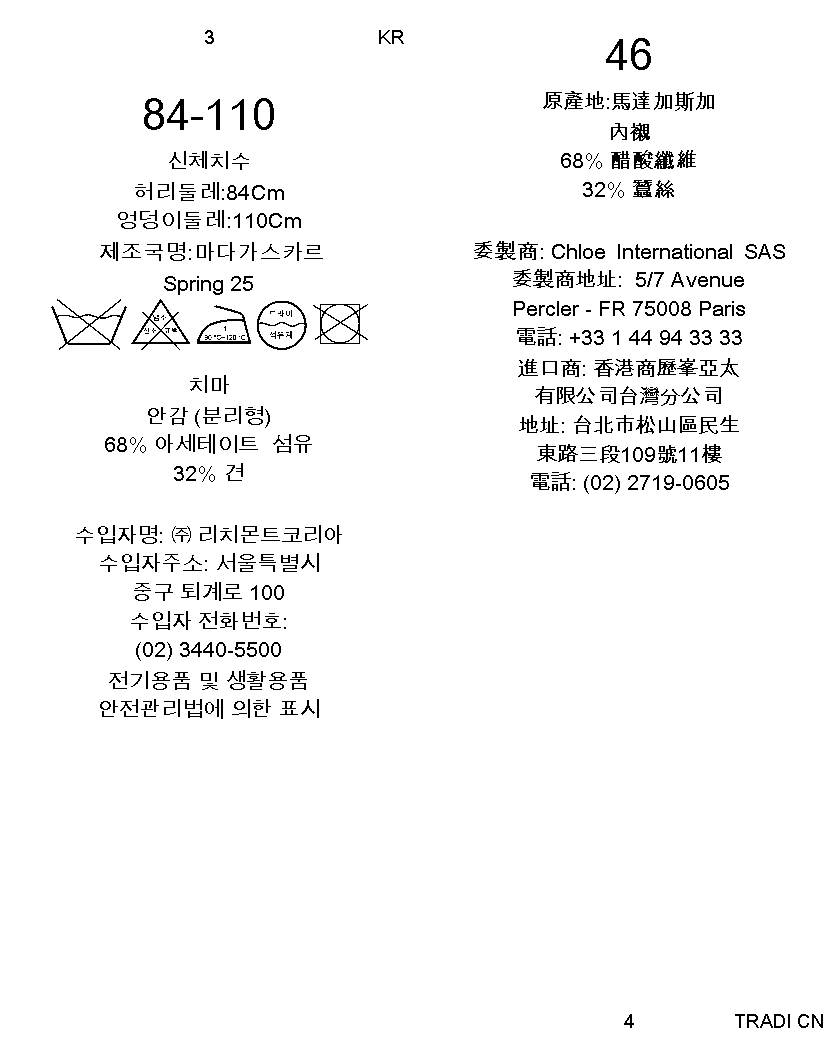 3
KR
84-110
신체치수
허리둘레:84Cm
엉덩이둘레:110Cm
제조국명:마다가스카르
Spring 25
염소
산소 표백
1
80 °C~120 °C
드라이
석유계
치마
안감 (분리형)
68% 아세테이트 섬유
32% 견
수입자명: ㈜ 리치몬트코리아
수입자주소: 서울특별시
중구 퇴계로 100
수입자 전화번호:
(02) 3440-5500
전기용품 및 생활용품
안전관리법에 의한 표시
46
原產地:馬達加斯加
內襯
68% 醋酸纖維
32% 蠶絲
委製商: Chloe International SAS
委製商地址: 5/7 Avenue
Percler - FR 75008 Paris
電話: +33 1 44 94 33 33
進口商: 香港商歷峯亞太
有限公司台灣分公司
地址: 台北市松山區民生
東路三段109號11樓
電話: (02) 2719-0605
4
TRADI CN